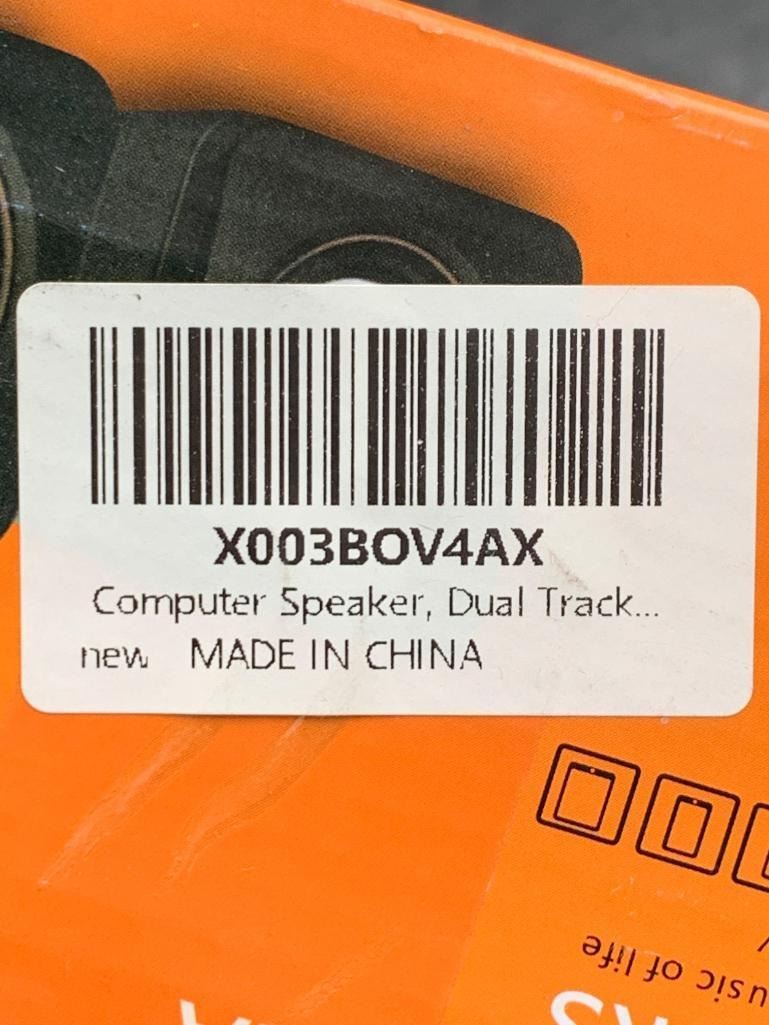 X003BOV4AX
Computer Speaker, Dual Track...
new MADE IN CHINA
usic of life